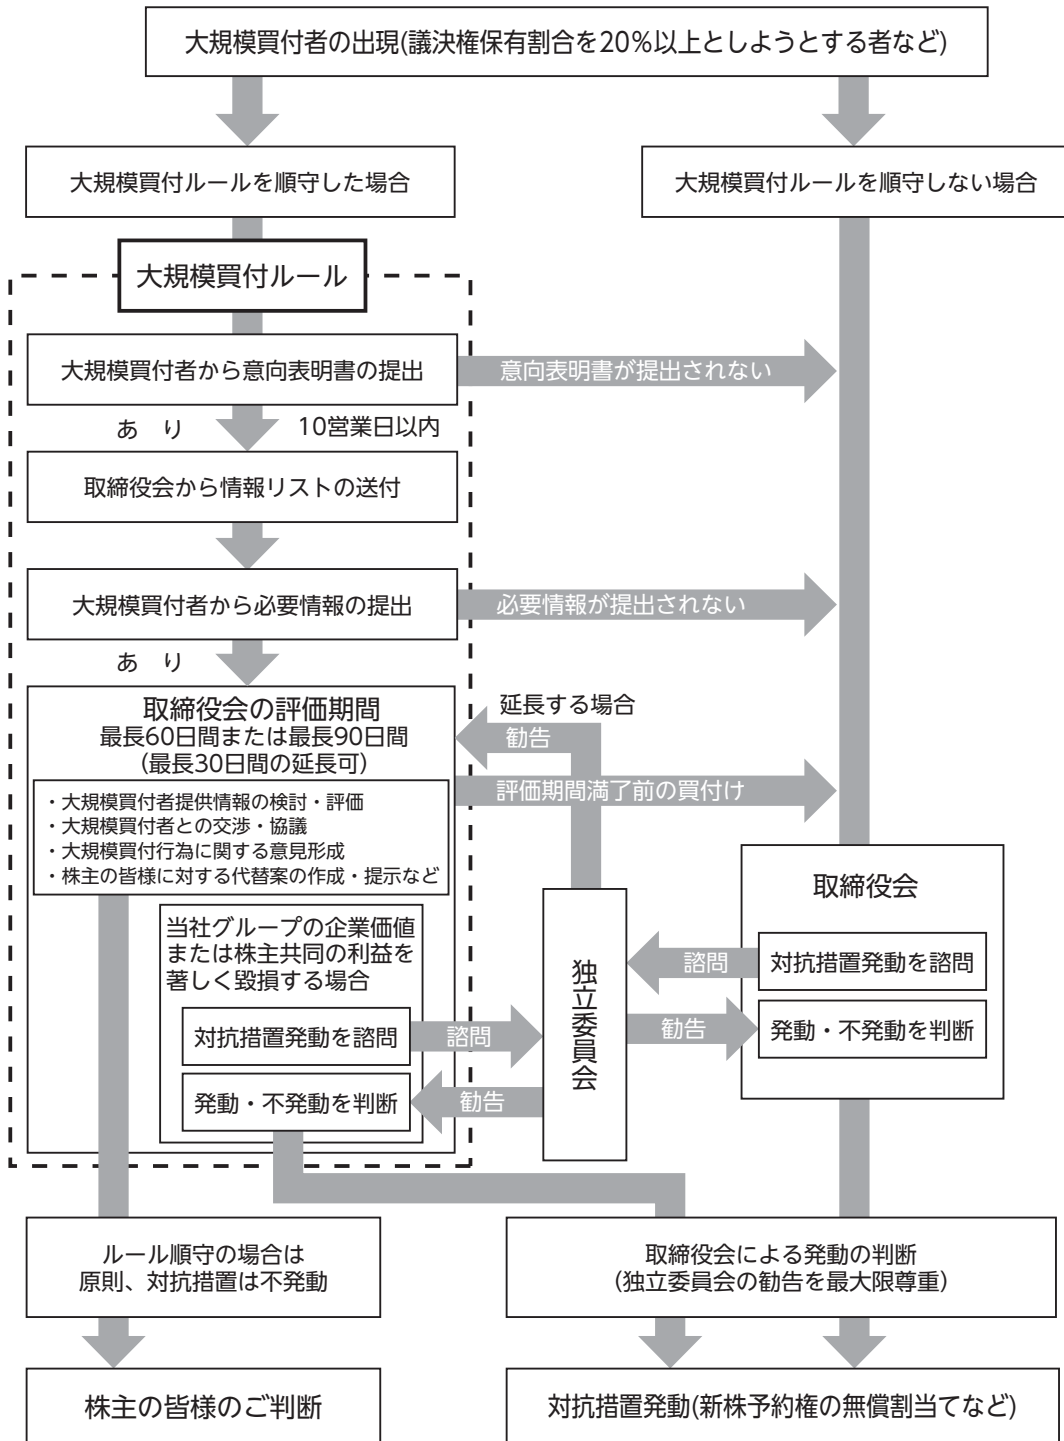 大規模買付者の出現(議決権保有割合を20％以上としようとする者など)
大規模買付ルールを順守した場合
大規模買付ルールを順守しない場合
大規模買付ルール
大規模買付者から意向表明書の提出
意向表明書が提出されない
あ　り
10営業日以内
取締役会から情報リストの送付
大規模買付者から必要情報の提出
必要情報が提出されない
あ　り
取締役会の評価期間
最長60日間または最長90日間
(最長30日間の延長可)
延長する場合
勧告
評価期間満了前の買付け
・大規模買付者提供情報の検討・評価
・大規模買付者との交渉・協議
・大規模買付行為に関する意見形成
・株主の皆様に対する代替案の作成・提示など
当社グループの企業価値
または株主共同の利益を
著しく毀損する場合
対抗措置発動を諮問
諮問
発動・不発動を判断
勧告
独立委員会
取締役会
諮問
対抗措置発動を諮問
勧告
発動・不発動を判断
ルール順守の場合は
原則、対抗措置は不発動
取締役会による発動の判断
(独立委員会の勧告を最大限尊重)
株主の皆様のご判断
対抗措置発動(新株予約権の無償割当てなど)